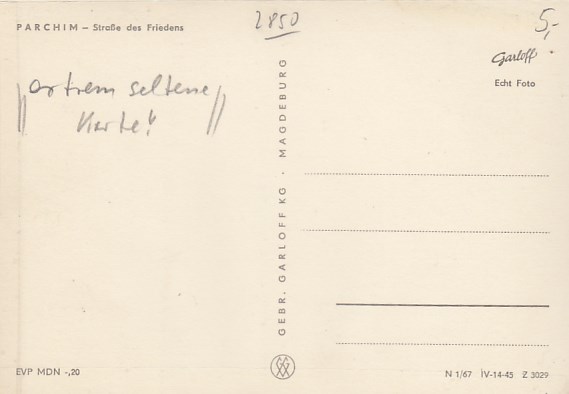 PARCHIM – Straße des Friedens
2850
5,-
Garloff
Echt Foto
extrem seltene
Karte!
GEBR. GARLOFF KG · MAGDEBURG
EVP MDN -,20
N 1/67 IV-14-45 Z 3029